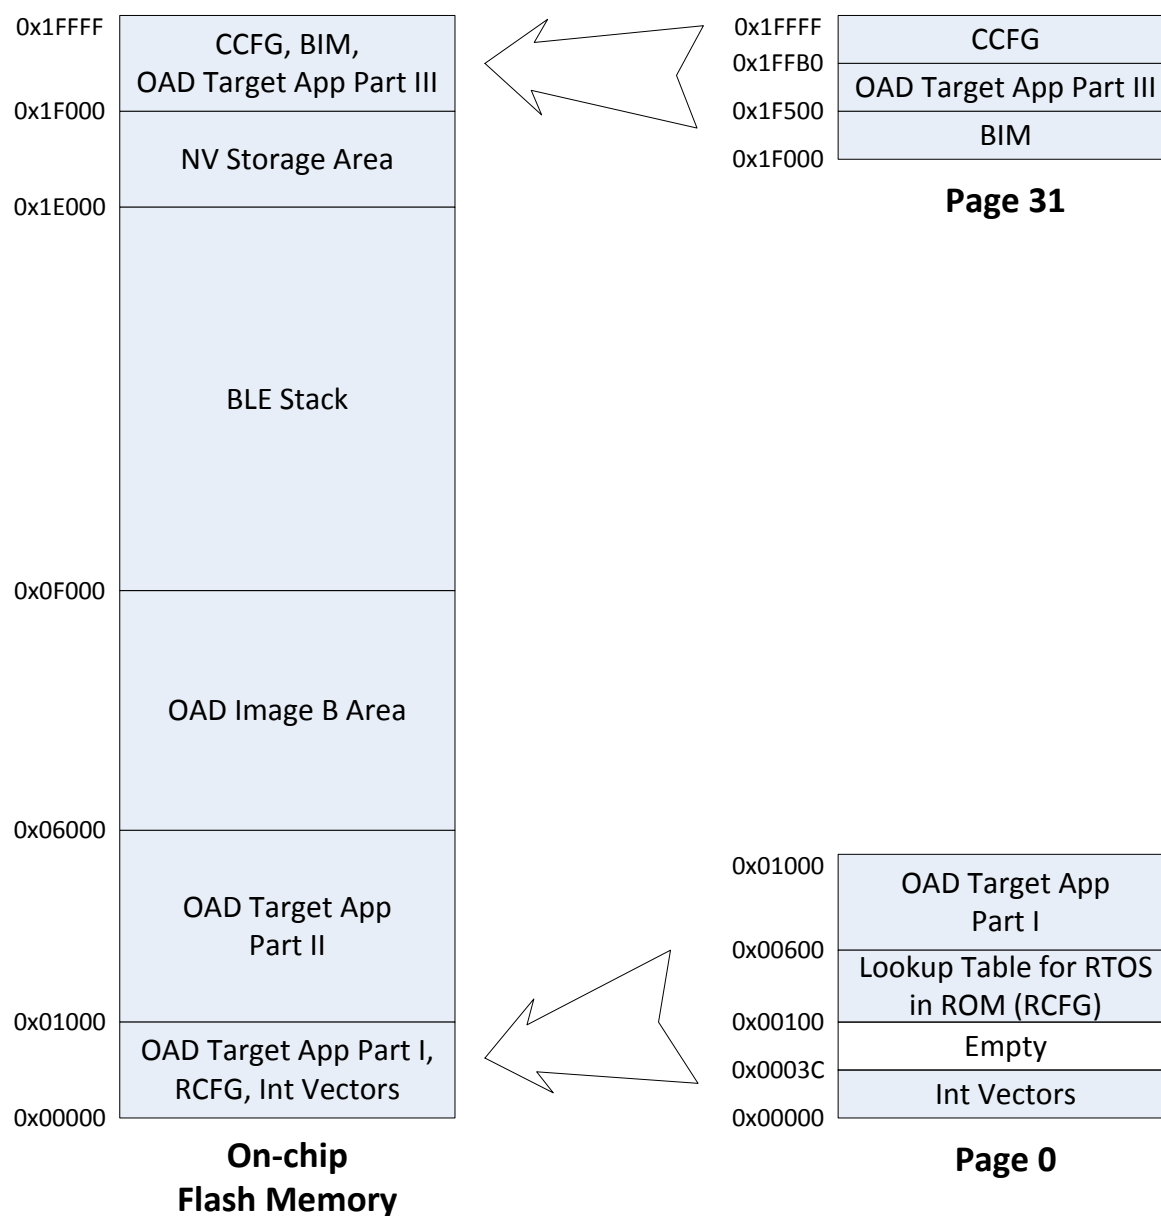 0x1FFFF
CCFG, BIM,
OAD Target App Part III
0x1F000
NV Storage Area
0x1E000
BLE Stack
0x0F000
OAD Image B Area
0x06000
OAD Target App
Part II
0x01000
OAD Target App Part I,
RCFG, Int Vectors
0x00000
On-chip
Flash Memory
0x1FFFF
CCFG
0x1FFB0
OAD Target App Part III
0x1F500
BIM
0x1F000
Page 31
0x01000
OAD Target App
Part I
0x00600
Lookup Table for RTOS
in ROM (RCFG)
0x00100
Empty
0x0003C
Int Vectors
0x00000
Page 0